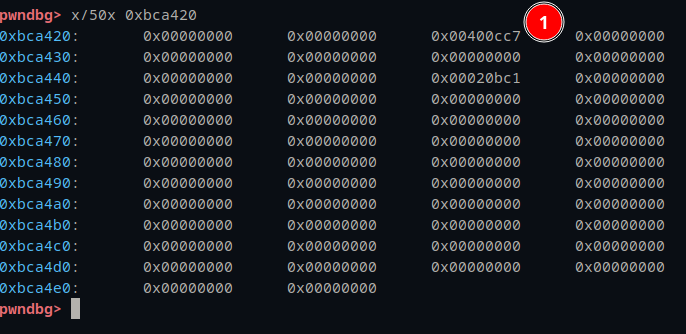 pwndbg> x/50x 0xbca420
1
0xbca420: 0x00000000 0x00000000 0x00400cc7 0x00000000
0xbca430: 0x00000000 0x00000000 0x00000000 0x00000000
0xbca440: 0x00000000 0x00000000 0x00020bc1 0x00000000
0xbca450: 0x00000000 0x00000000 0x00000000 0x00000000
0xbca460: 0x00000000 0x00000000 0x00000000 0x00000000
0xbca470: 0x00000000 0x00000000 0x00000000 0x00000000
0xbca480: 0x00000000 0x00000000 0x00000000 0x00000000
0xbca490: 0x00000000 0x00000000 0x00000000 0x00000000
0xbca4a0: 0x00000000 0x00000000 0x00000000 0x00000000
0xbca4b0: 0x00000000 0x00000000 0x00000000 0x00000000
0xbca4c0: 0x00000000 0x00000000 0x00000000 0x00000000
0xbca4d0: 0x00000000 0x00000000 0x00000000 0x00000000
0xbca4e0: 0x00000000 0x00000000
pwndbg>